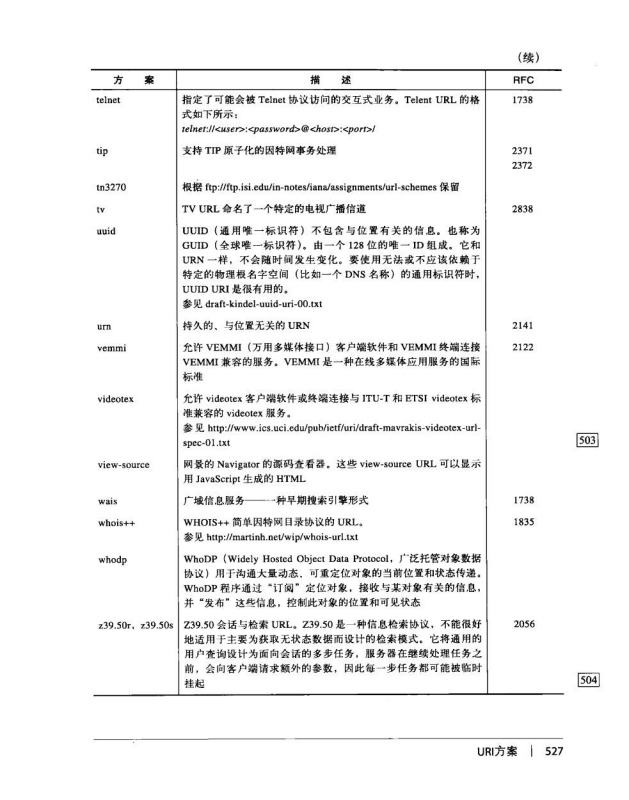 (续)
方 案 描 述 RFC
telnet 指定了可能会被 Telnet 协议访问的交互式业务。Telent URL 的格 1738
式如下所示:
telnet://<user>:<password>@<host>:<port>/
tip 支持 TIP 原子化的因特网事务处理 2371
2372
tn3270 根据 ftp://ftp.isi.edu/in-notes/iana/assignments/url-schemes 保留
tv TV URL 命名了一个特定的电视广播信道 2838
uuid UUID(通用唯一标识符)不包含与位置有关的信息。也称为
GUID(全球唯一标识符)。由一个 128 位的唯一 ID 组成。它和
URN 一样,不会随时间发生变化。要使用无法或不应该依赖于
特定的物理根名字空间(比如一个 DNS 名称)的通用标识符时,
UUID URI 是很有用的。
参见 draft-kindel-uuid-uri-00.txt
urn 持久的、与位置无关的 URN 2141
vemmi 允许 VEMMI(万用多媒体接口)客户端软件和 VEMMI 终端连接 2122
VEMMI 兼容的服务。VEMMI 是一种在线多媒体应用服务的国际
标准
videotex 允许 videotex 客户端软件或终端连接与 ITU-T 和 ETSI videotex 标
准兼容的 videotex 服务。
参见 http://www.ics.uci.edu/pub/ietf/uri/draft-mavrakis-videotex-url-
spec-01.txt
503
view-source 网景的 Navigator 的源码查看器。这些 view-source URL 可以显示
用 JavaScript 生成的 HTML
wais 广域信息服务——一种早期搜索引擎形式 1738
whois++ WHOIS++ 简单因特网目录协议的 URL。 1835
参见 http://martinh.net/wip/whois-url.txt
whodp WhoDP(Widely Hosted Object Data Protocol,广泛托管对象数据
协议)用于沟通大量动态、可重定位对象的当前位置和状态传递。
WhoDP 程序通过“订阅”定位对象,接收与某对象有关的信息,
并“发布”这些信息,控制此对象的位置和可见状态
z39.50r,z39.50s Z39.50 会话与检索 URL。Z39.50 是一种信息检索协议,不能很好 2056
地适用于主要为获取无状态数据而设计的检索模式。它将通用的
用户查询设计为面向会话的多步任务,服务器在继续处理任务之
前,会向客户端请求额外的参数,因此每一步任务都可能被临时
挂起
504
URI方案 | 527